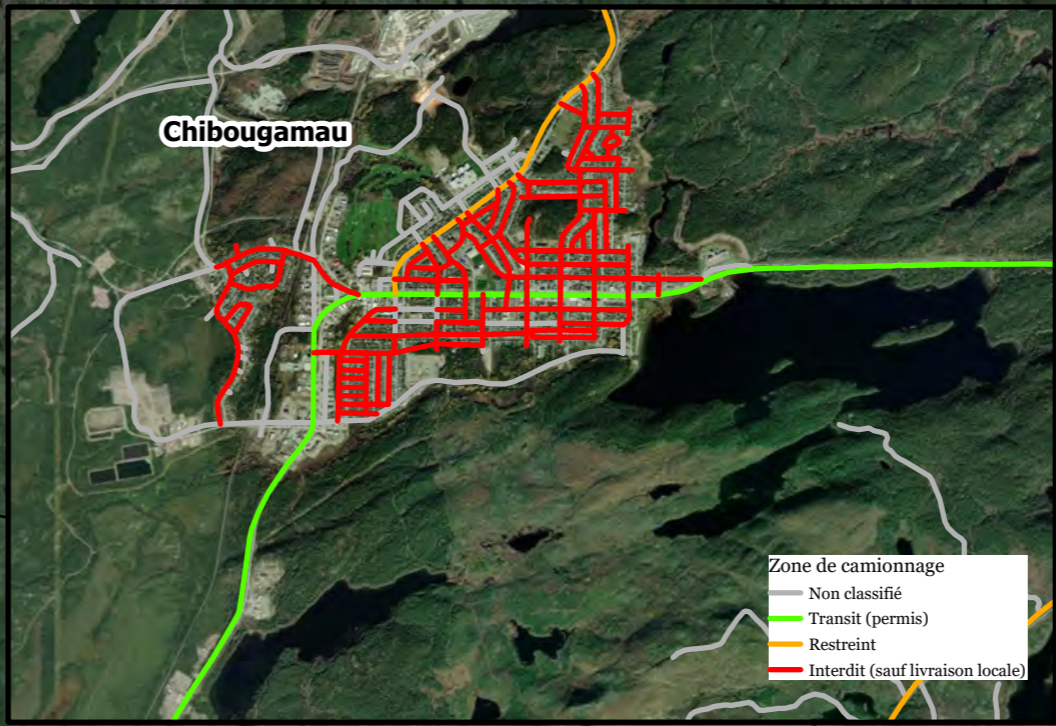 Chibougamau
Zone de camionnage
Non classifié
Transit (permis)
Restreint
Interdit (sauf livraison locale)